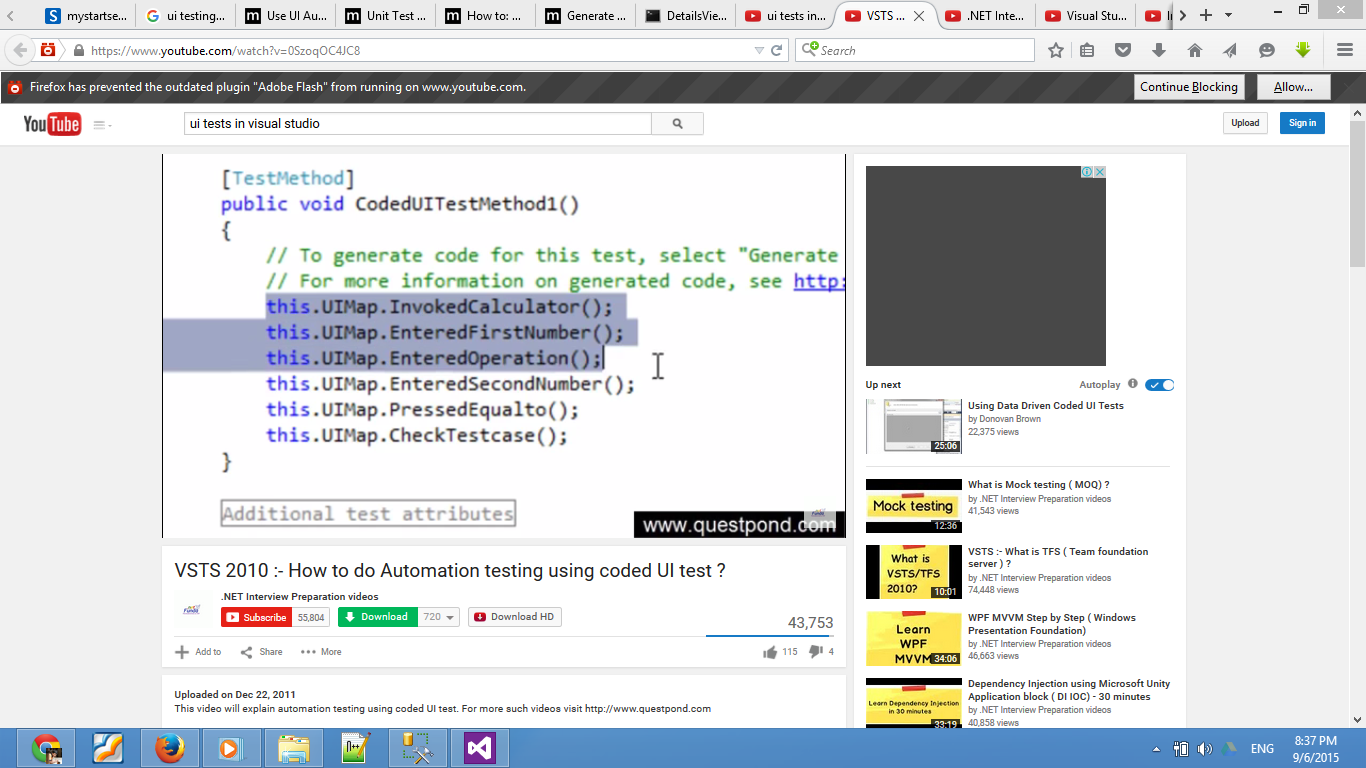 mystartse...
ui testing...
Use UI Au...
Unit Test ...
How to: ...
Generate ...
DetailsVie...
ui tests in...
VSTS ...
.NET Inte...
Visual Stu...
https://www.youtube.com/watch?v=0SzoqOC4JC8
Search
Firefox has prevented the outdated plugin "Adobe Flash" from running on www.youtube.com.
Continue Blocking
Allow...
YouTube
ui tests in visual studio
Upload
Sign in
[TestMethod]
public void CodedUITestMethod1()
{
// To generate code for this test, select "Generate
// For more information on generated code, see http:
this.UIMap.InvokedCalculator();
this.UIMap.EnteredFirstNumber();
this.UIMap.EnteredOperation();
this.UIMap.EnteredSecondNumber();
this.UIMap.PressedEqualto();
this.UIMap.CheckTestcase();
}
Additional test attributes
www.questpond.com
VSTS 2010 :- How to do Automation testing using coded UI test ?
.NET Interview Preparation videos
Subscribe 55,804
Download 720
Download HD
43,753
Add to
Share
More
115
4
Uploaded on Dec 22, 2011
This video will explain automation testing using coded UI test. For more such videos visit http://www.questpond.com
Up next
Autoplay
Using Data Driven Coded UI Tests
by Donovan Brown
22,375 views
25:06
What is Mock testing ( MOQ) ?
by .NET Interview Preparation videos
41,543 views
Mock testing
12:36
VSTS :- What is TFS ( Team foundation
server ) ?
by .NET Interview Preparation videos
74,448 views
What is
VSTS/TFS
2010?
10:01
WPF MVVM Step by Step ( Windows
Presentation Foundation)
by .NET Interview Preparation videos
46,663 views
Learn
WPF
MVVM
34:06
Dependency Injection using Microsoft Unity
Application block ( DI IOC) - 30 minutes
by .NET Interview Preparation videos
40,858 views
Learn Dependency Injection
in 30 minutes
33:19
ENG
8:37 PM
9/6/2015